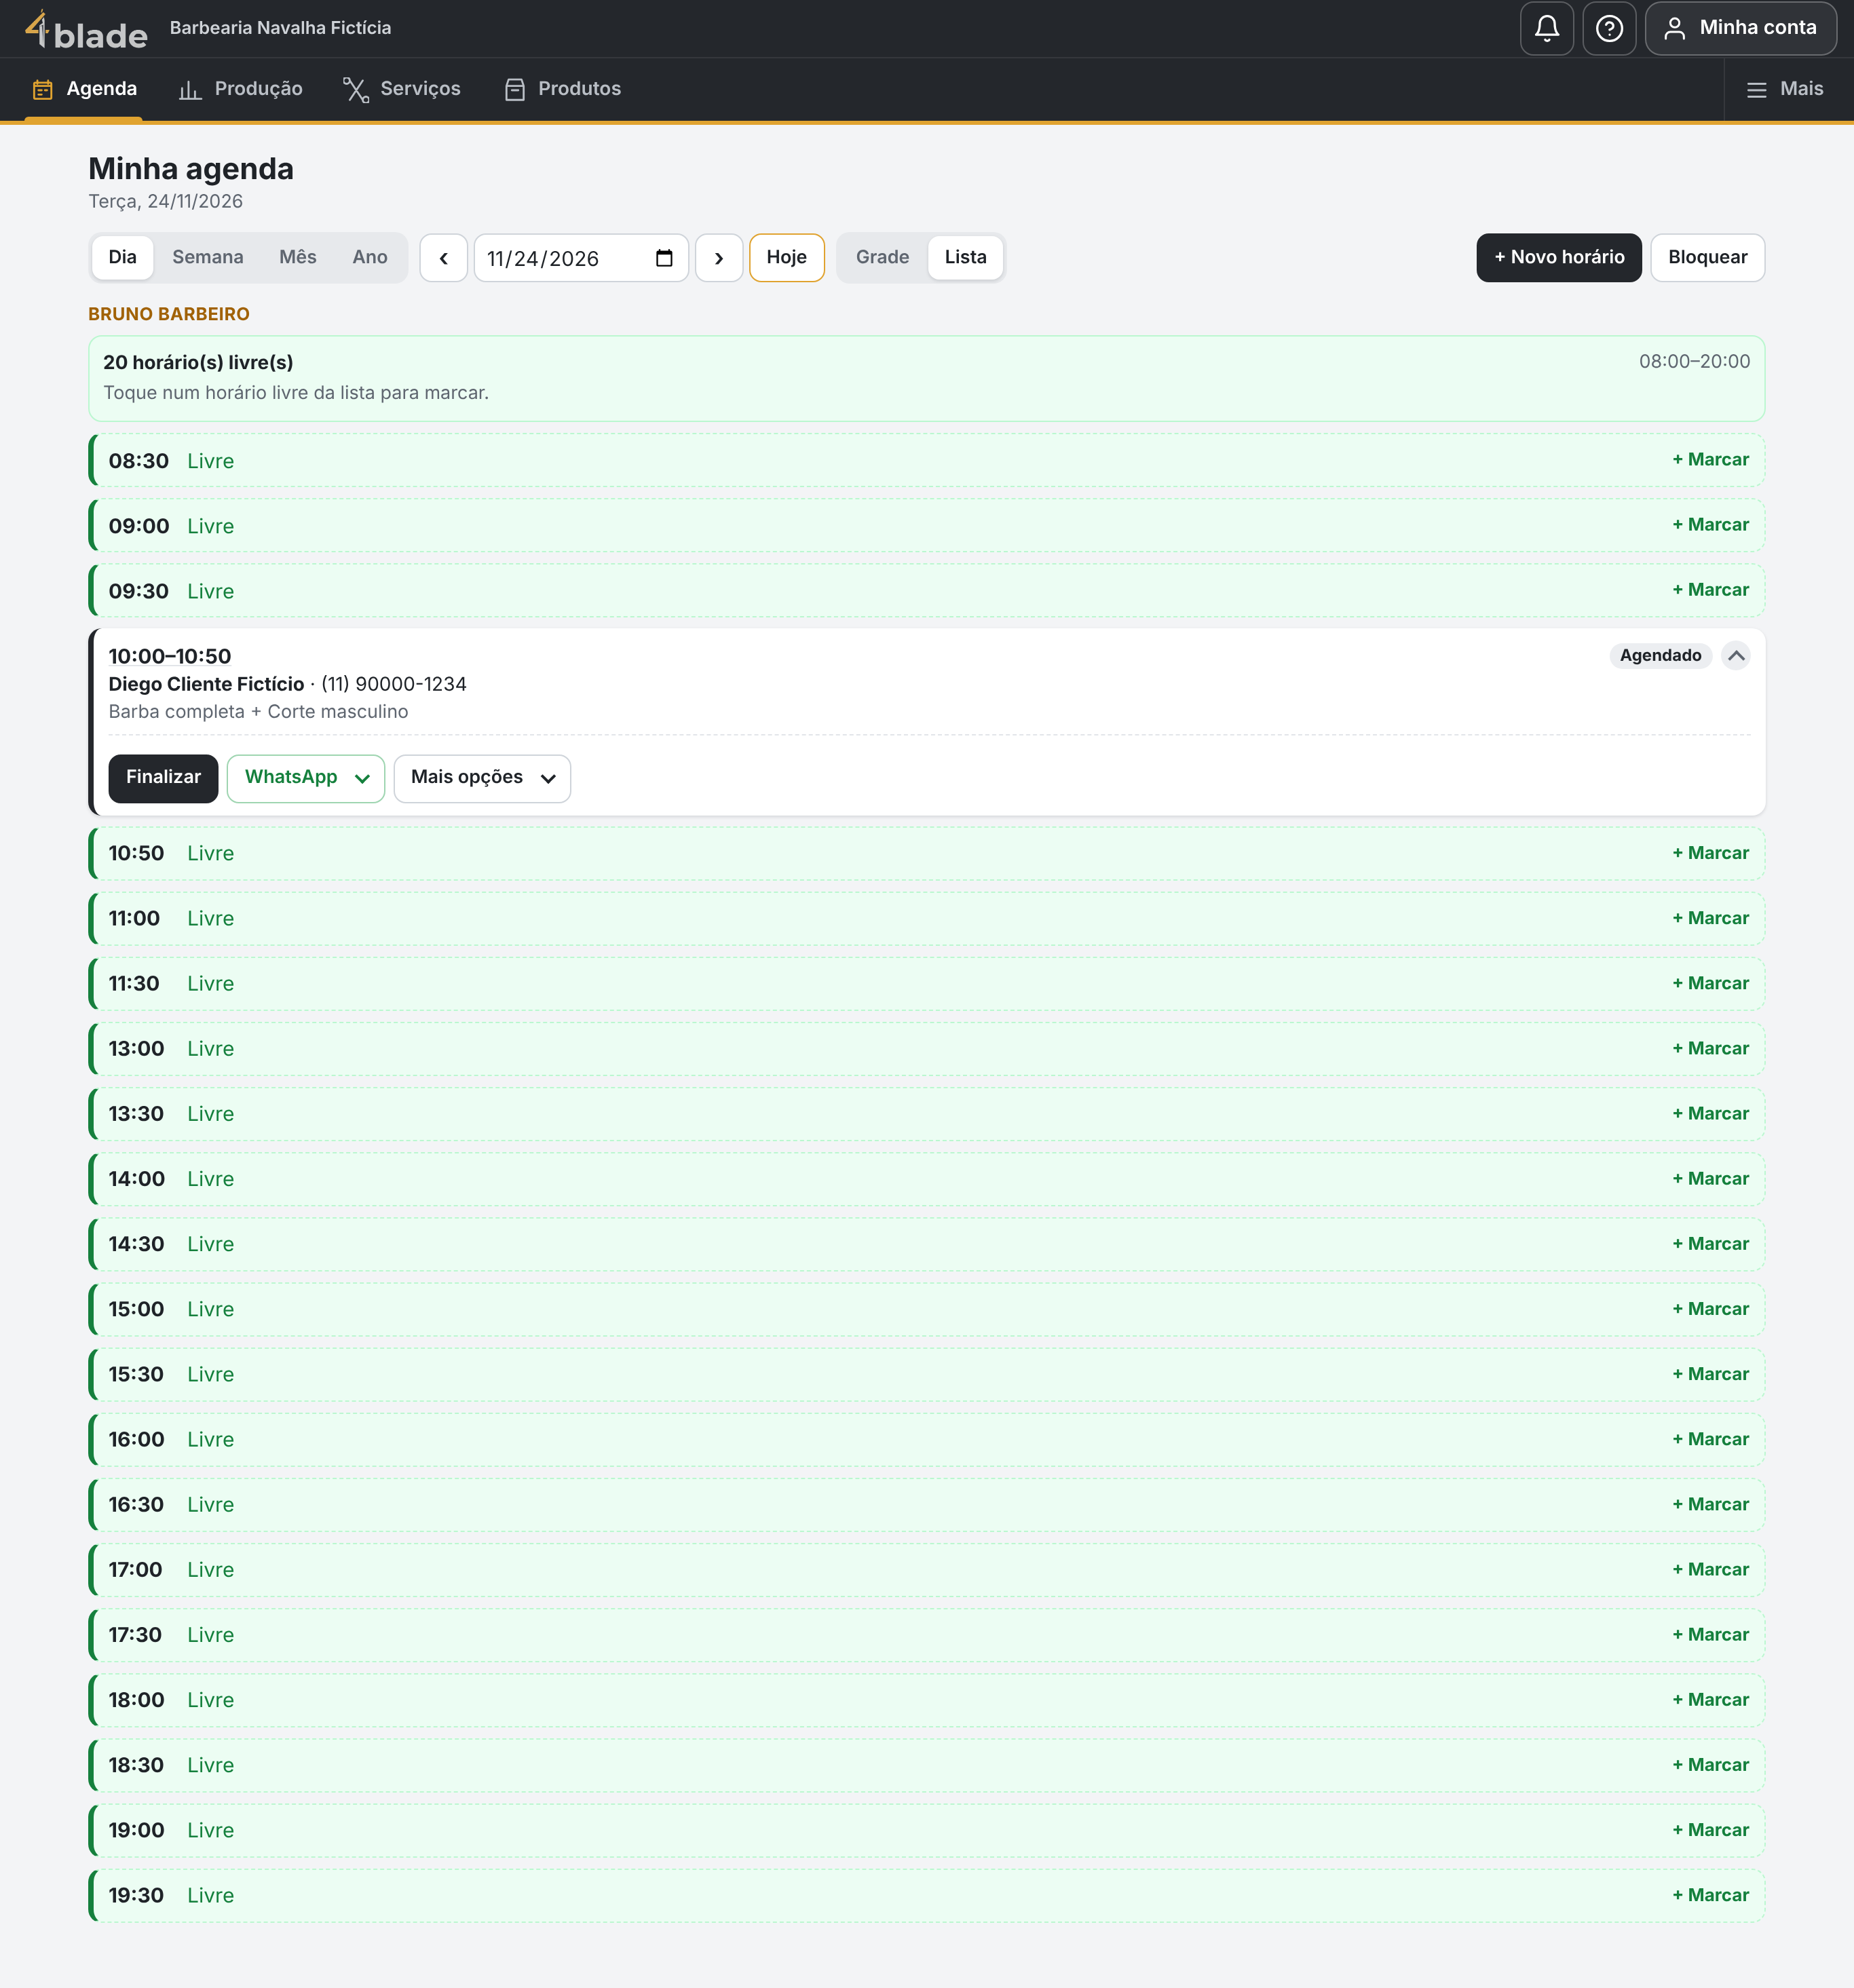 4blade Barbearia Navalha Fictícia Minha conta
Agenda Produção Serviços Produtos Mais
Minha agenda
Terça, 24/11/2026
Dia Semana Mês Ano ‹ 11/24/2026 › Hoje Grade Lista + Novo horário Bloquear
BRUNO BARBEIRO
20 horário(s) livre(s) 08:00–20:00
Toque num horário livre da lista para marcar.
08:30 Livre + Marcar
09:00 Livre + Marcar
09:30 Livre + Marcar
10:00–10:50 Agendado
Diego Cliente Fictício · (11) 90000-1234
Barba completa + Corte masculino
Finalizar WhatsApp Mais opções
10:50 Livre + Marcar
11:00 Livre + Marcar
11:30 Livre + Marcar
13:00 Livre + Marcar
13:30 Livre + Marcar
14:00 Livre + Marcar
14:30 Livre + Marcar
15:00 Livre + Marcar
15:30 Livre + Marcar
16:00 Livre + Marcar
16:30 Livre + Marcar
17:00 Livre + Marcar
17:30 Livre + Marcar
18:00 Livre + Marcar
18:30 Livre + Marcar
19:00 Livre + Marcar
19:30 Livre + Marcar